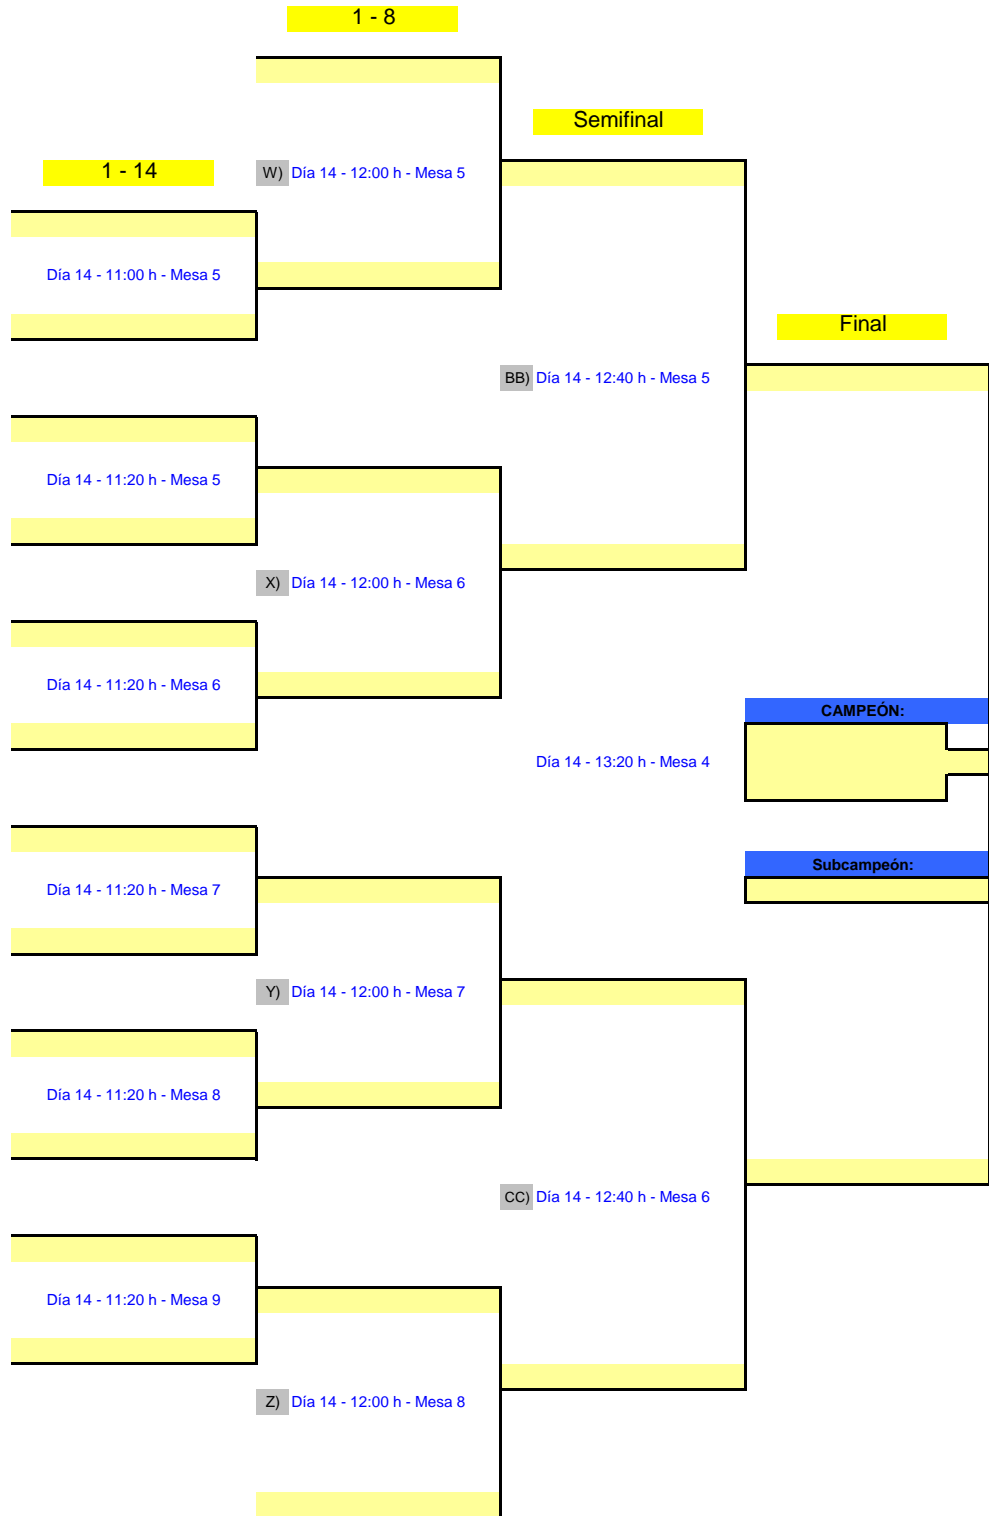 1 - 8
Semifinal
1 - 14
W) Día 14 - 12:00 h - Mesa 5
Día 14 - 11:00 h - Mesa 5
Final
BB) Día 14 - 12:40 h - Mesa 5
Día 14 - 11:20 h - Mesa 5
X) Día 14 - 12:00 h - Mesa 6
Día 14 - 11:20 h - Mesa 6
CAMPEÓN:
Día 14 - 13:20 h - Mesa 4
Subcampeón:
Día 14 - 11:20 h - Mesa 7
Y) Día 14 - 12:00 h - Mesa 7
Día 14 - 11:20 h - Mesa 8
CC) Día 14 - 12:40 h - Mesa 6
Día 14 - 11:20 h - Mesa 9
Z) Día 14 - 12:00 h - Mesa 8